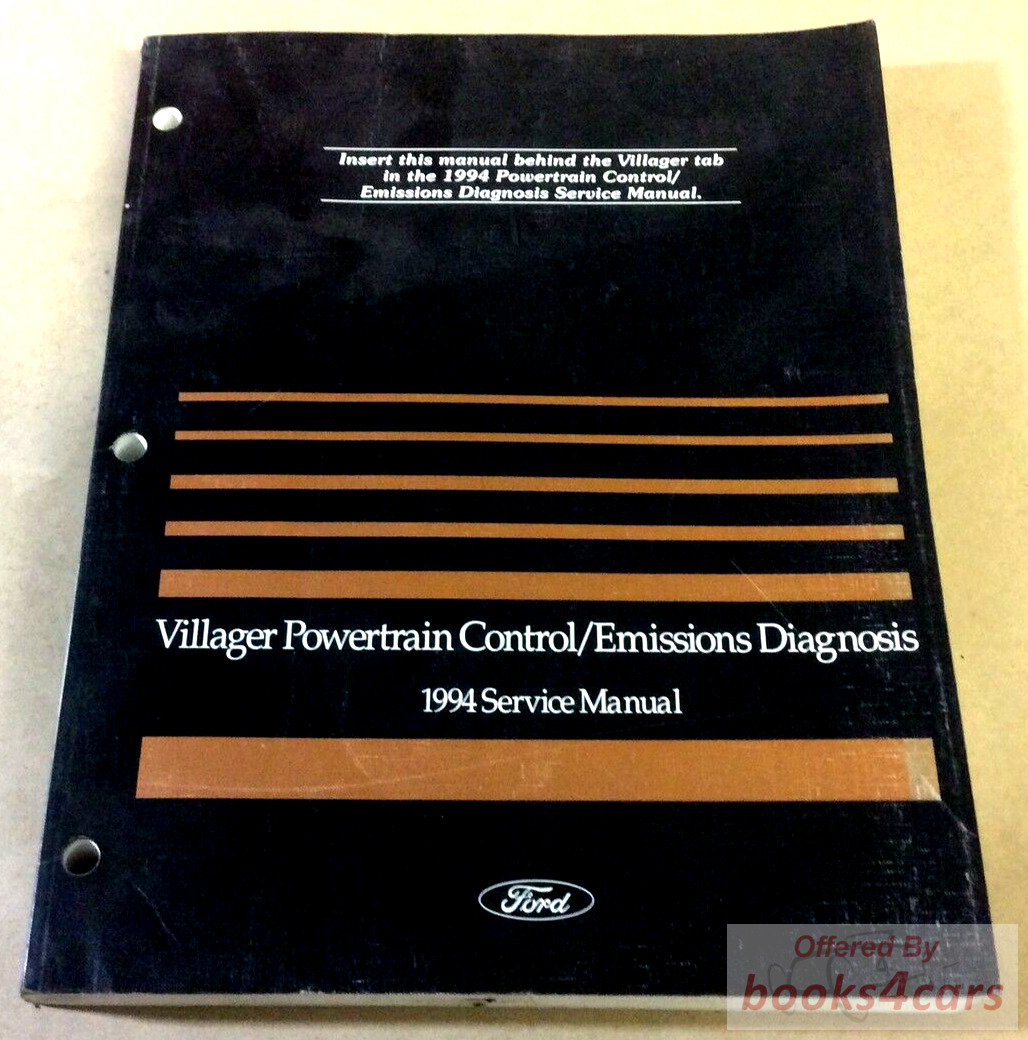 Insert this manual behind the Villager tab
in the 1994 Powertrain Control/
Emissions Diagnosis Service Manual.
Villager Powertrain Control/Emissions Diagnosis
1994 Service Manual
Ford
Offered By
books4cars